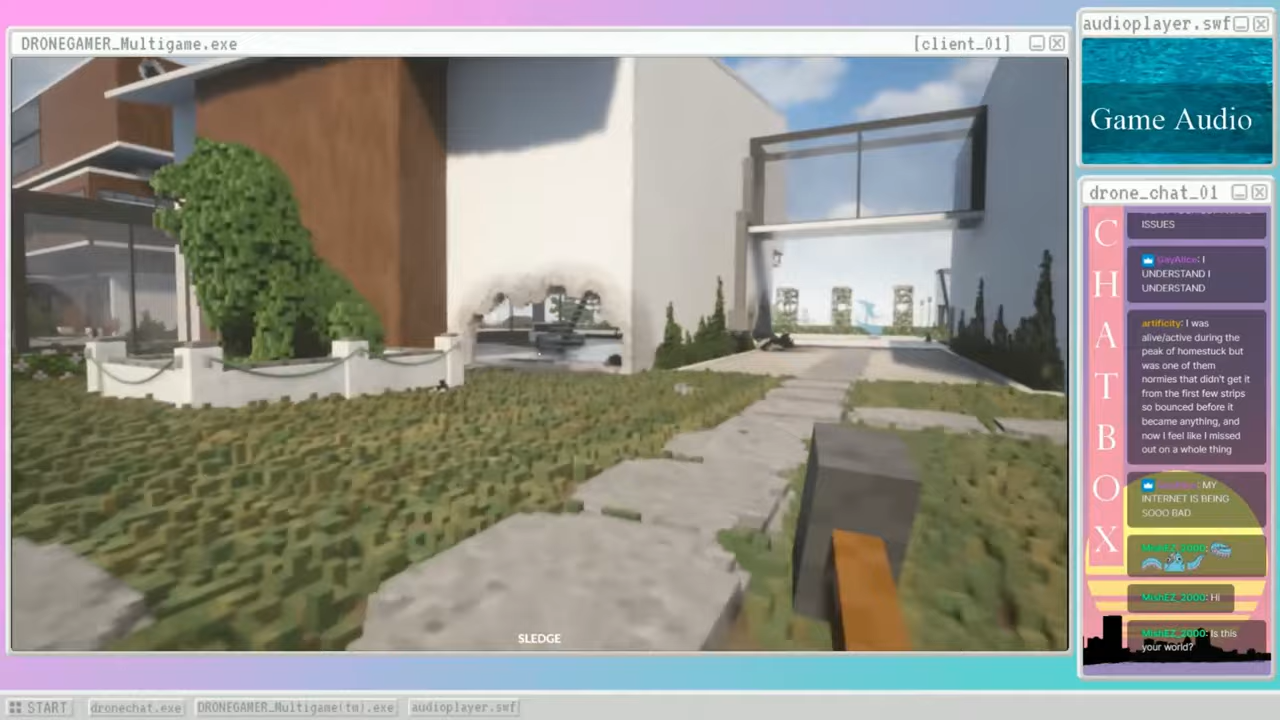 DRONEGAMER_Multigame.exe
[client_01]
SLEDGE
audioplayer.swf
Game Audio
drone_chat_01
CHATBOX
ISSUES
GayAlice: I
UNDERSTAND I
UNDERSTAND
artificity: I was
alive/active during the
peak of homestuck but
was one of them
normies that didn't get it
from the first few strips
so bounced before it
became anything, and
now I feel like I missed
out on a whole thing
: MY
INTERNET IS BEING
SOOO BAD
MishEZ_2000:
MishEZ_2000: Hi
MishEZ_2000: Is this
your world?
START
dronechat.exe
DRONEGAMER_Multigame(tm).exe
audioplayer.swf